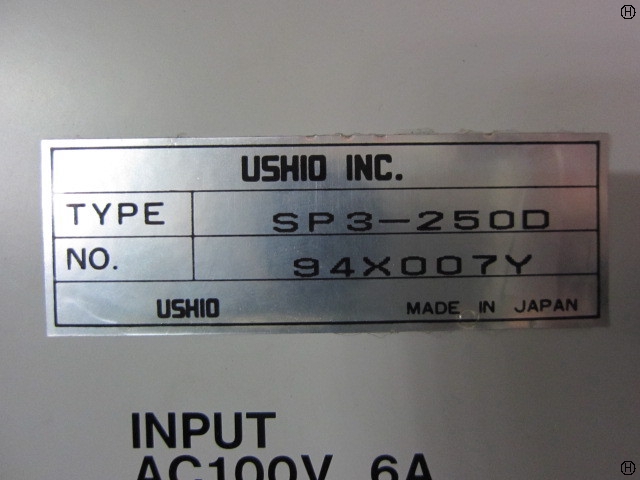 USHIO INC.
TYPE SP3-250D
NO. 94X007Y
USHIO MADE IN JAPAN
INPUT
AC100V 6A